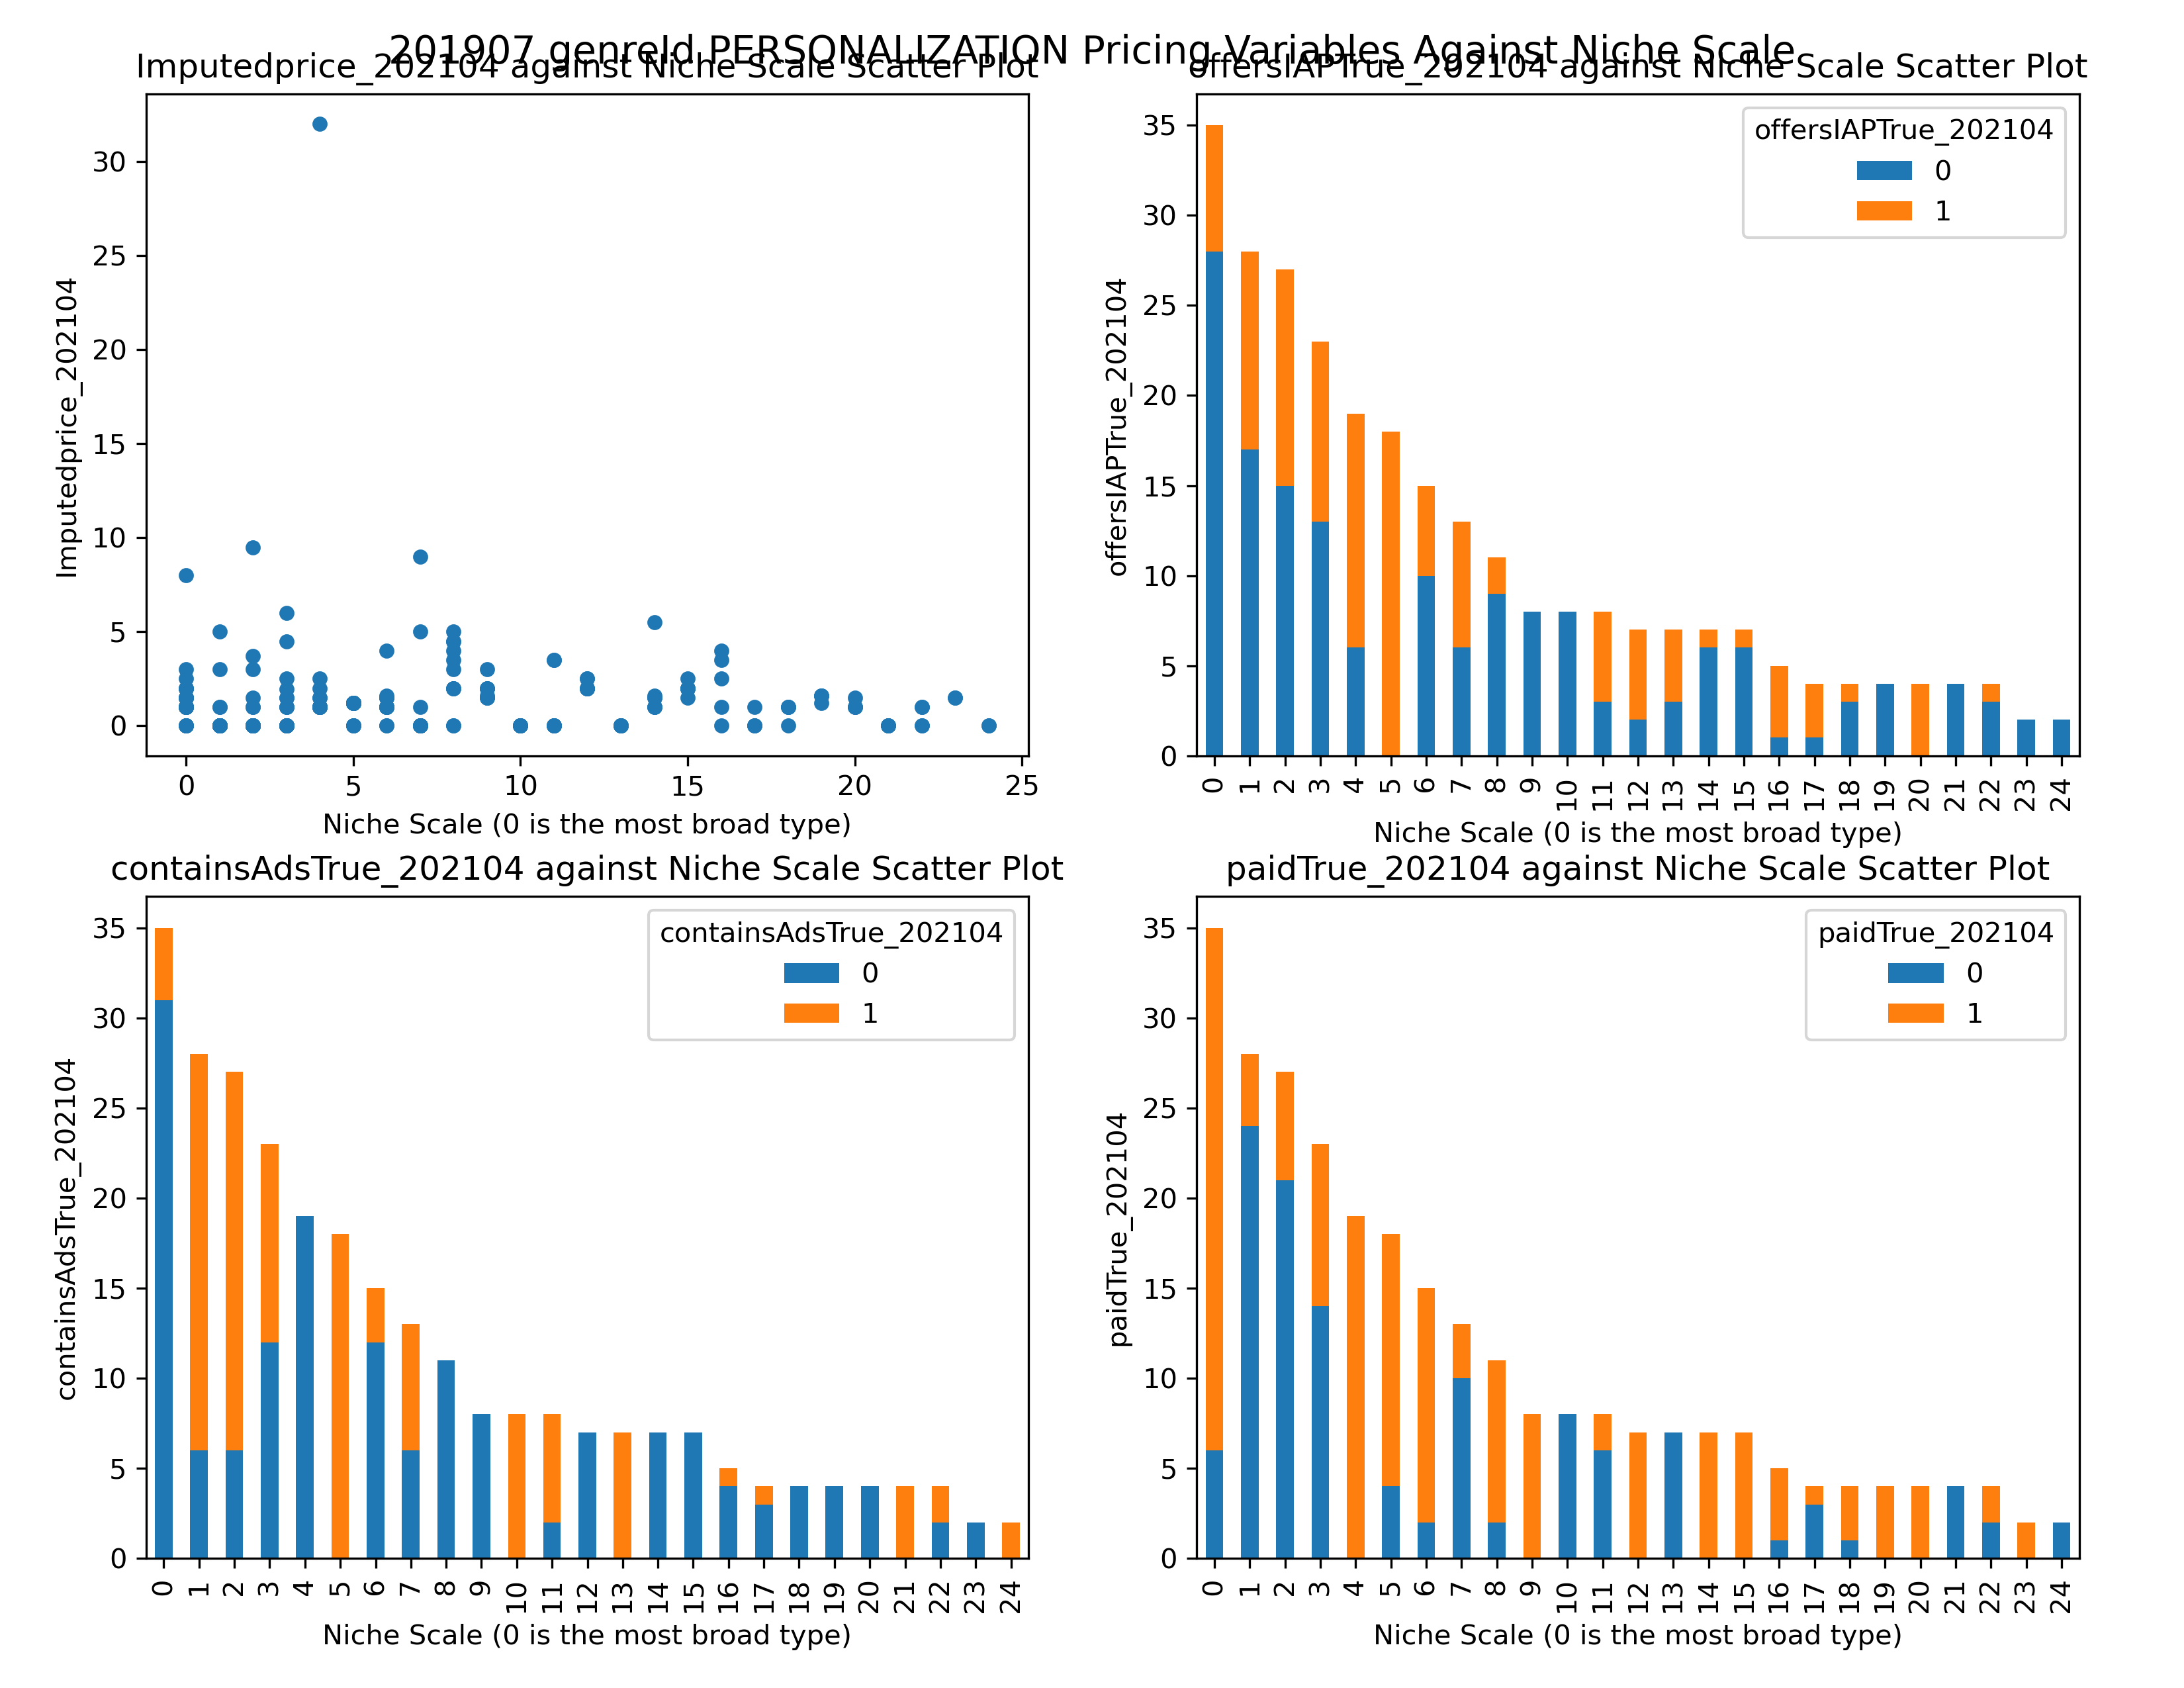 201907 genreId PERSONALIZATION Pricing Variables Against Niche Scale
Imputedprice_202104 against Niche Scale Scatter Plot
Imputedprice_202104
30
25
20
15
10
5
0
0 5 10 15 20 25
Niche Scale (0 is the most broad type)
offersIAPTrue_202104 against Niche Scale Scatter Plot
offersIAPTrue_202104
0
1
offersIAPTrue_202104
35
30
25
20
15
10
5
0
0 1 2 3 4 5 6 7 8 9 10 11 12 13 14 15 16 17 18 19 20 21 22 23 24
Niche Scale (0 is the most broad type)
containsAdsTrue_202104 against Niche Scale Scatter Plot
containsAdsTrue_202104
0
1
containsAdsTrue_202104
35
30
25
20
15
10
5
0
0 1 2 3 4 5 6 7 8 9 10 11 12 13 14 15 16 17 18 19 20 21 22 23 24
Niche Scale (0 is the most broad type)
paidTrue_202104 against Niche Scale Scatter Plot
paidTrue_202104
0
1
paidTrue_202104
35
30
25
20
15
10
5
0
0 1 2 3 4 5 6 7 8 9 10 11 12 13 14 15 16 17 18 19 20 21 22 23 24
Niche Scale (0 is the most broad type)